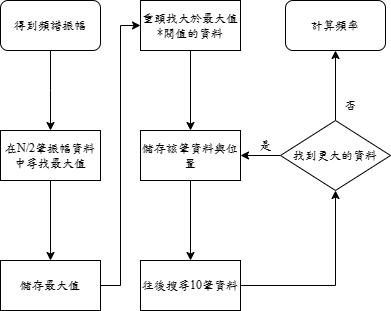 得到頻譜振幅
在N/2筆振幅資料
中尋找最大值
儲存最大值
重頭找大於最大值
*閥值的資料
儲存該筆資料與位
置
往後搜尋10筆資料
找到更大的資料
是
否
計算頻率